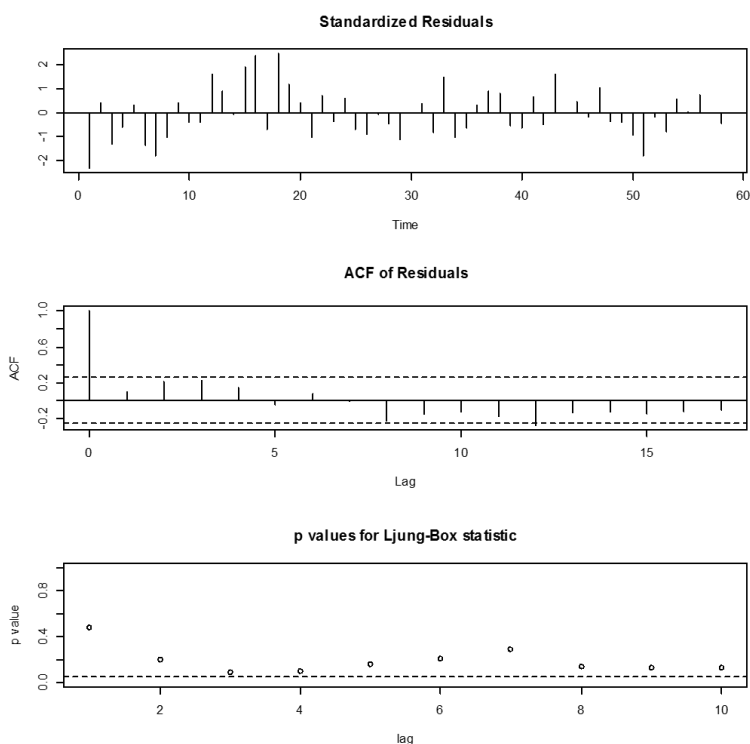 Standardized Residuals
2
1
0
-1
-2
0 10 20 30 40 50 60
Time
ACF of Residuals
ACF
1.0
0.6
0.2
-0.2
0 5 10 15
Lag
p values for Ljung-Box statistic
p value
0.8
0.4
0.0
2 4 6 8 10
lag